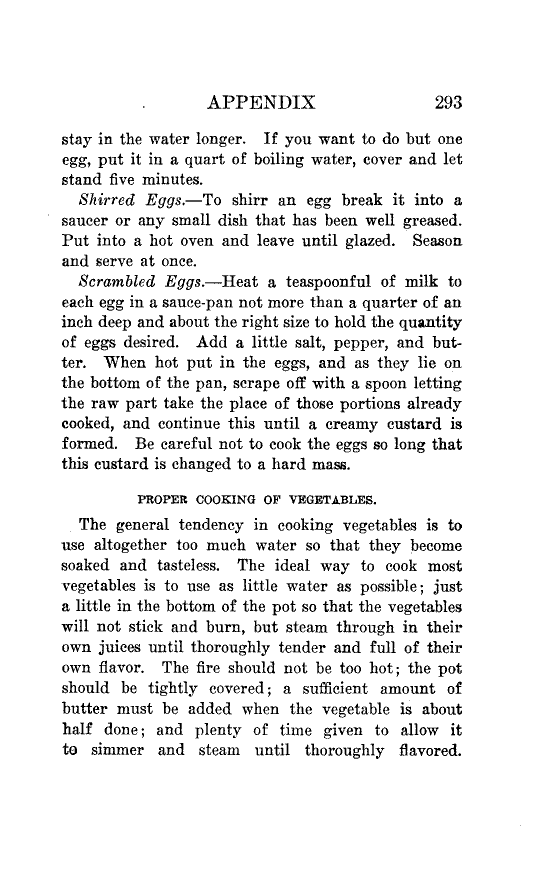 APPENDIX 293
stay in the water longer. If you want to do but one
egg, put it in a quart of boiling water, cover and let
stand five minutes.
Shirred Eggs.—To shirr an egg break it into a
saucer or any small dish that has been well greased.
Put into a hot oven and leave until glazed. Season
and serve at once.
Scrambled Eggs.—Heat a teaspoonful of milk to
each egg in a sauce-pan not more than a quarter of an
inch deep and about the right size to hold the quantity
of eggs desired. Add a little salt, pepper, and but-
ter. When hot put in the eggs, and as they lie on
the bottom of the pan, scrape off with a spoon letting
the raw part take the place of those portions already
cooked, and continue this until a creamy custard is
formed. Be careful not to cook the eggs so long that
this custard is changed to a hard mass.
PROPER COOKING OF VEGETABLES.
The general tendency in cooking vegetables is to
use altogether too much water so that they become
soaked and tasteless. The ideal way to cook most
vegetables is to use as little water as possible; just
a little in the bottom of the pot so that the vegetables
will not stick and burn, but steam through in their
own juices until thoroughly tender and full of their
own flavor. The fire should not be too hot; the pot
should be tightly covered; a sufficient amount of
butter must be added when the vegetable is about
half done; and plenty of time given to allow it
to simmer and steam until thoroughly flavored.